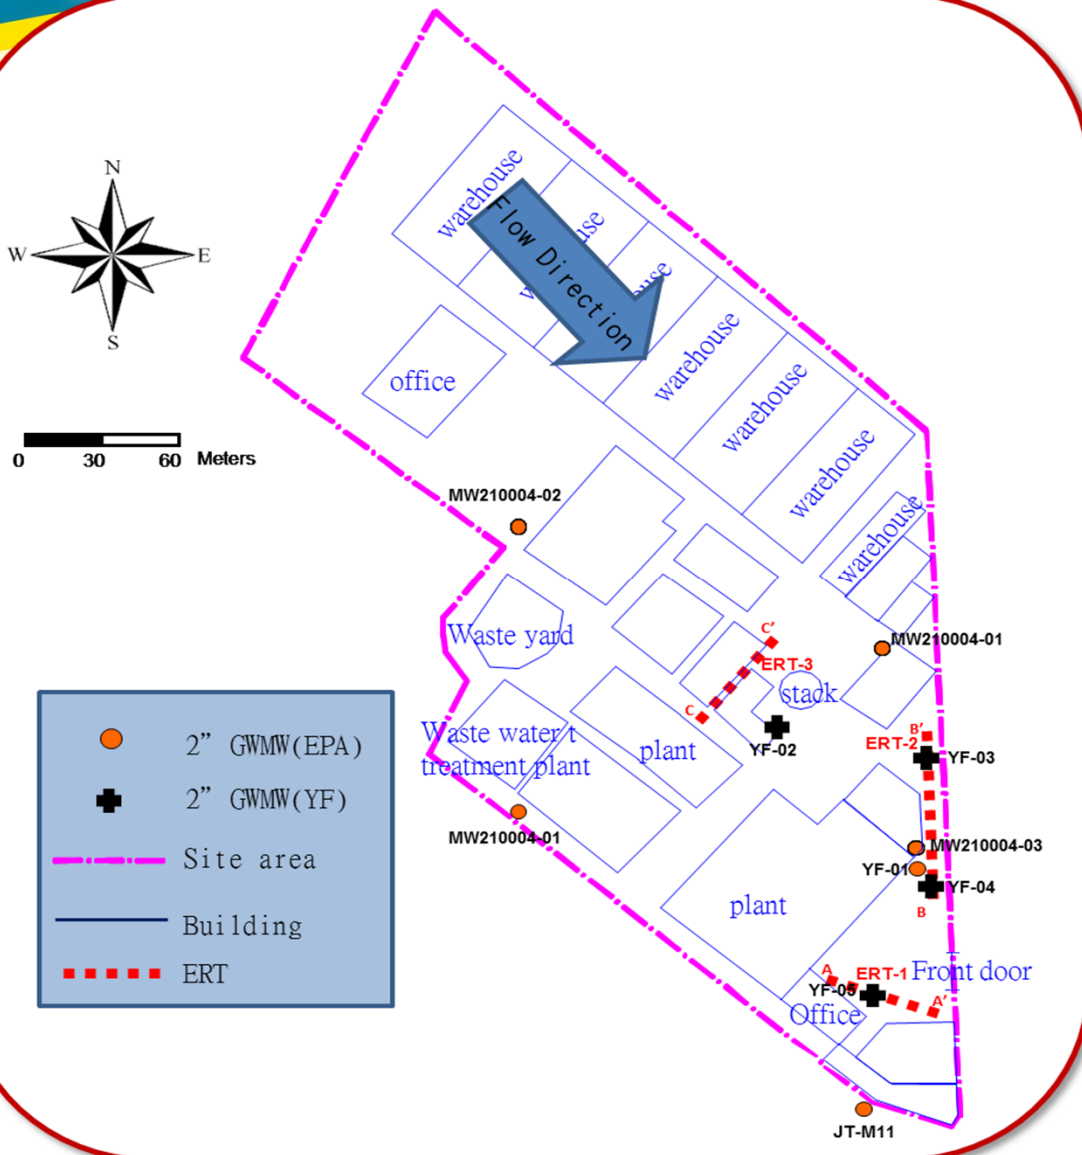 N
W
E
S
0
30
60
Meters
warehouse
use
w
ouse
Flow Direction
warehouse
warehouse
warehouse
warehouse
office
MW210004-02
Waste yard
C'
ERT-3
C
stack
YF-02
MW210004-01
B'
ERT-2
YF-03
Waste water t
treatment plant
plant
MW210004-01
MW210004-03
YF-01
YF-04
B
plant
A
ERT-1
Front door
YF-05
A'
Office
JT-M11
2” GWMW(EPA)
2” GWMW(YF)
Site area
Building
ERT